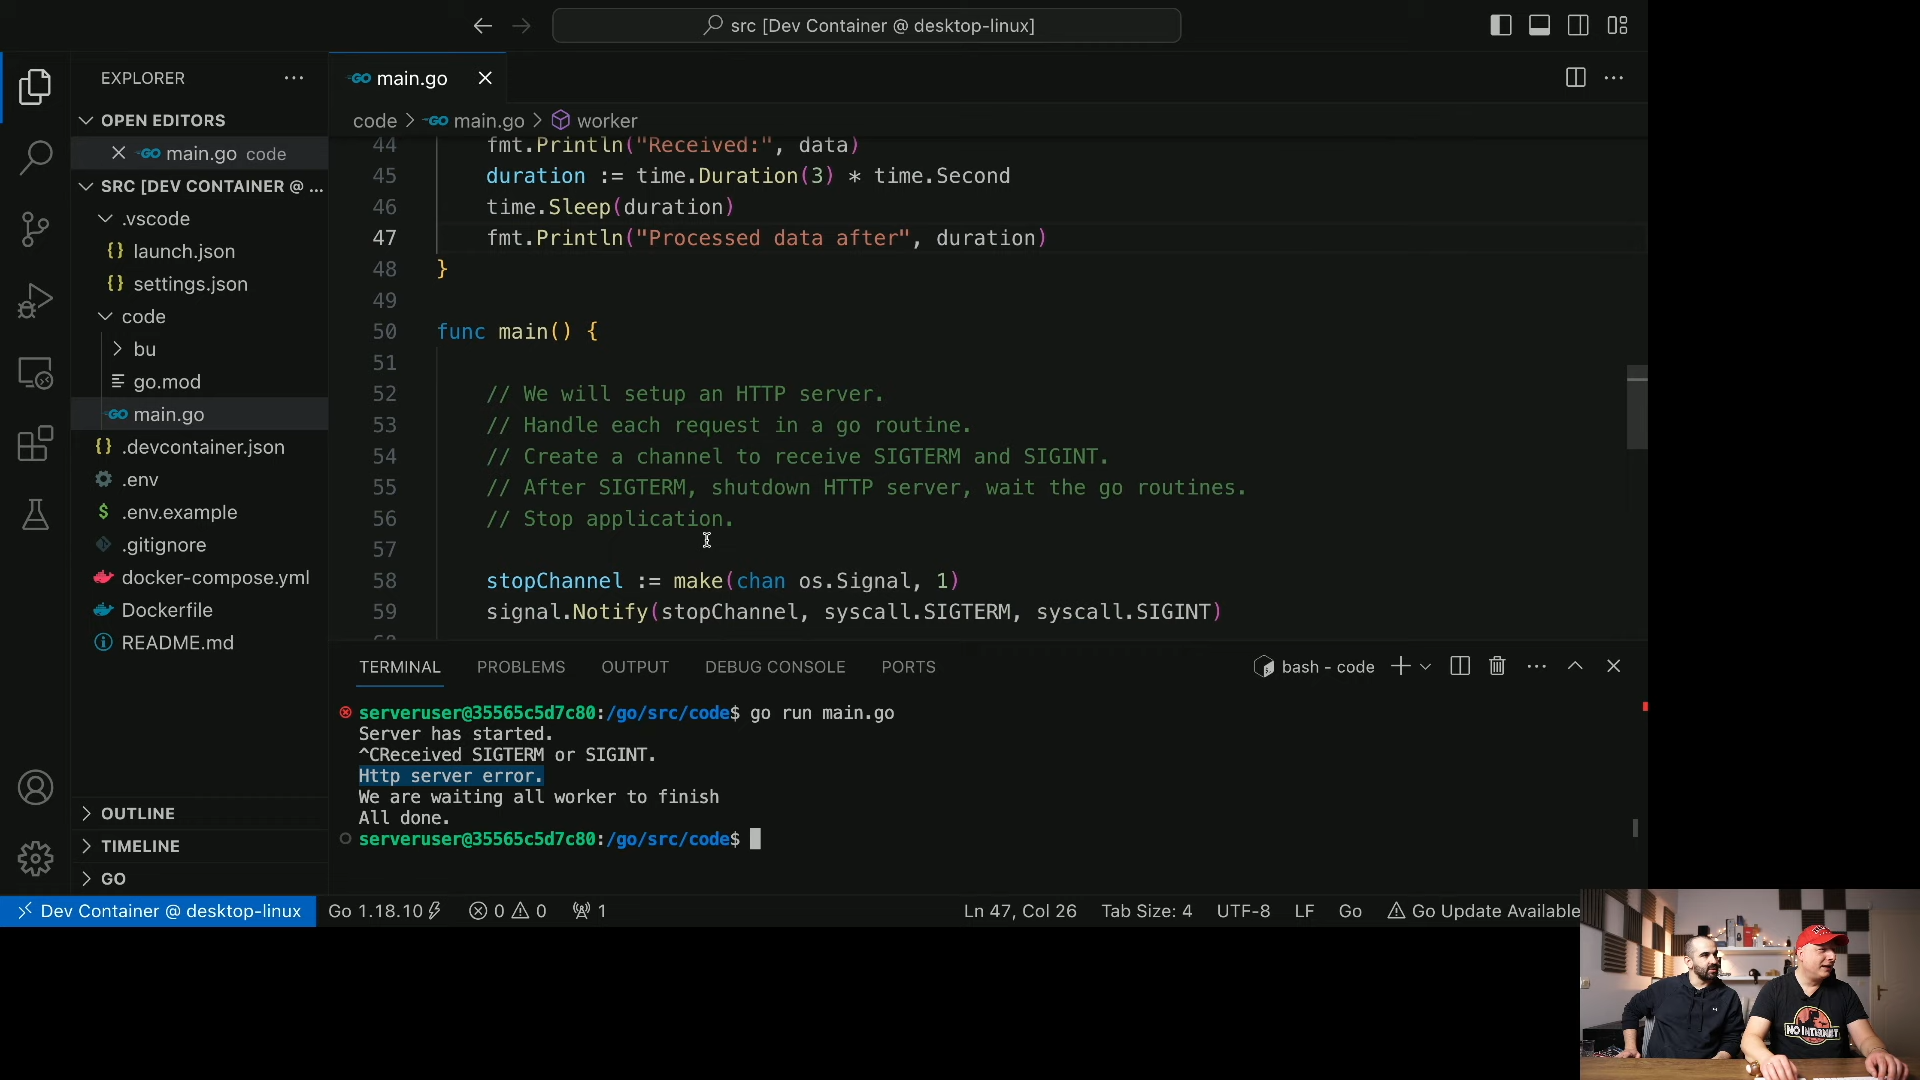 src [Dev Container @ desktop-linux]
EXPLORER
main.go
OPEN EDITORS
main.go code
SRC [DEV CONTAINER @ ...
.vscode
launch.json
settings.json
code
bu
go.mod
main.go
.devcontainer.json
.env
.env.example
.gitignore
docker-compose.yml
Dockerfile
README.md
OUTLINE
TIMELINE
GO
code > main.go > worker
44 fmt.Println("Received:", data)
45 duration := time.Duration(3) * time.Second
46 time.Sleep(duration)
47 fmt.Println("Processed data after", duration)
48 }
49
50 func main() {
51
52 // We will setup an HTTP server.
53 // Handle each request in a go routine.
54 // Create a channel to receive SIGTERM and SIGINT.
55 // After SIGTERM, shutdown HTTP server, wait the go routines.
56 // Stop application.
57
58 stopChannel := make(chan os.Signal, 1)
59 signal.Notify(stopChannel, syscall.SIGTERM, syscall.SIGINT)
TERMINAL PROBLEMS OUTPUT DEBUG CONSOLE PORTS
bash - code
serveruser@35565c5d7c80:/go/src/code$ go run main.go
Server has started.
^CReceived SIGTERM or SIGINT.
Http server error.
We are waiting all worker to finish
All done.
serveruser@35565c5d7c80:/go/src/code$
Dev Container @ desktop-linux
Go 1.18.10
0 0
1
Ln 47, Col 26
Tab Size: 4
UTF-8
LF
Go
Go Update Available
NO INTERNET